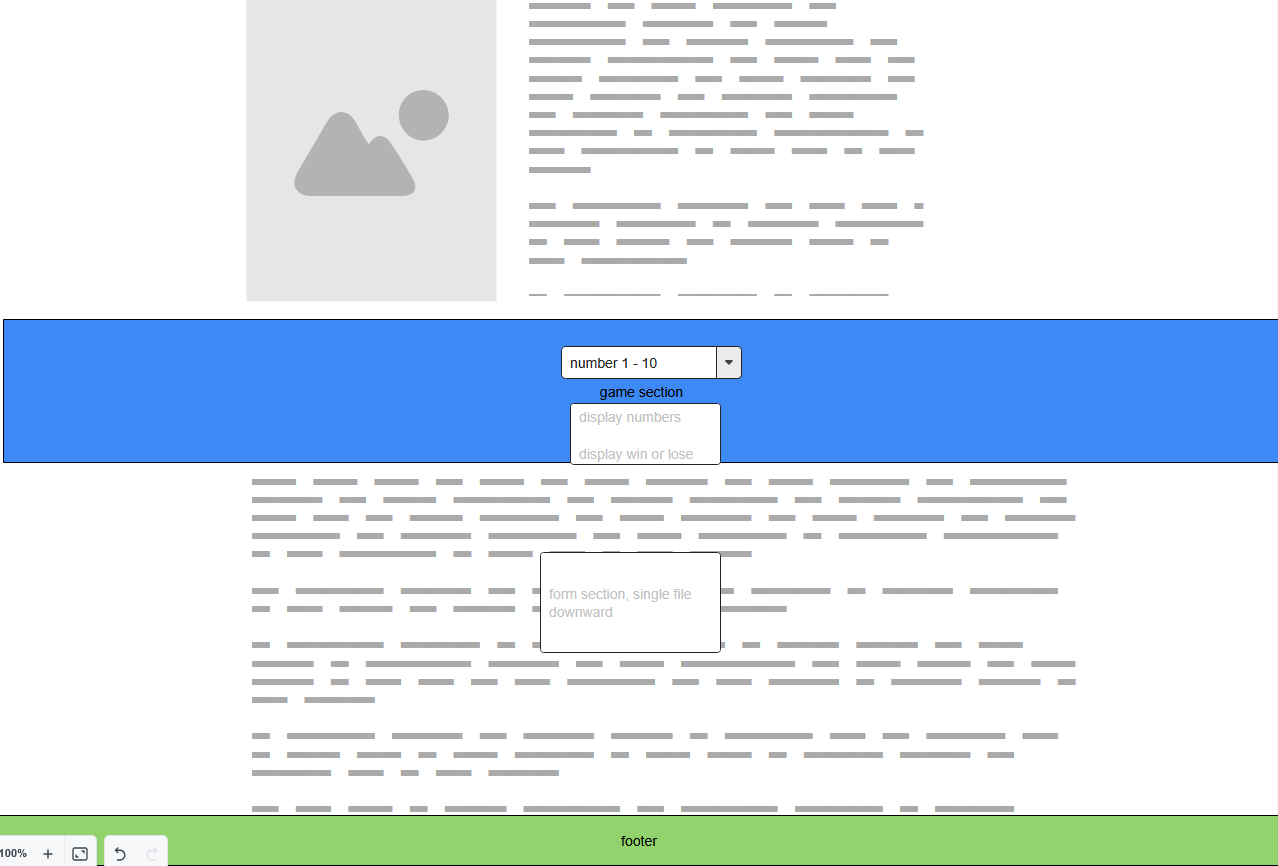 number 1 - 10
game section
display numbers
display win or lose
form section, single file
downward
footer
100%